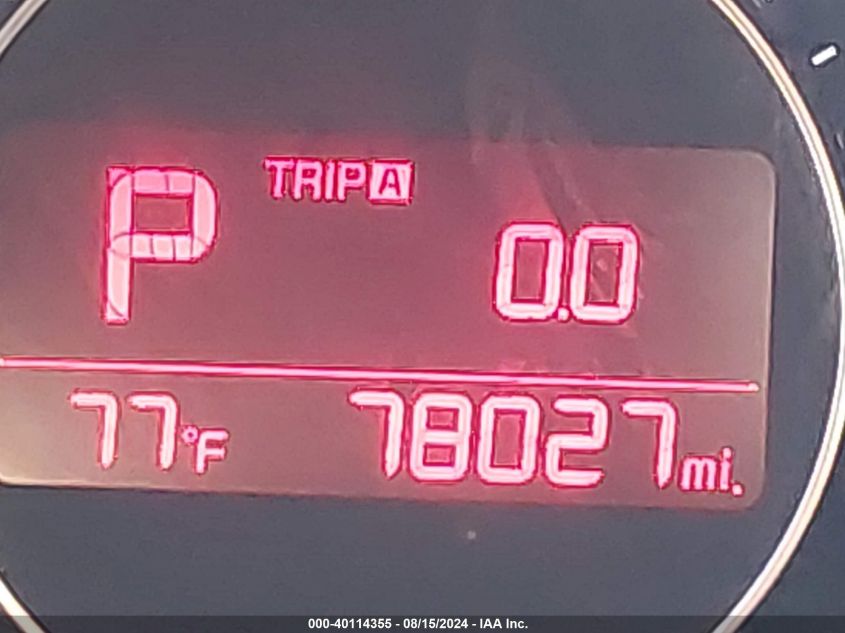 TRIP A
P 0.0
77°F 78027 mi.
000-40114355 - 08/15/2024 - IAA Inc.